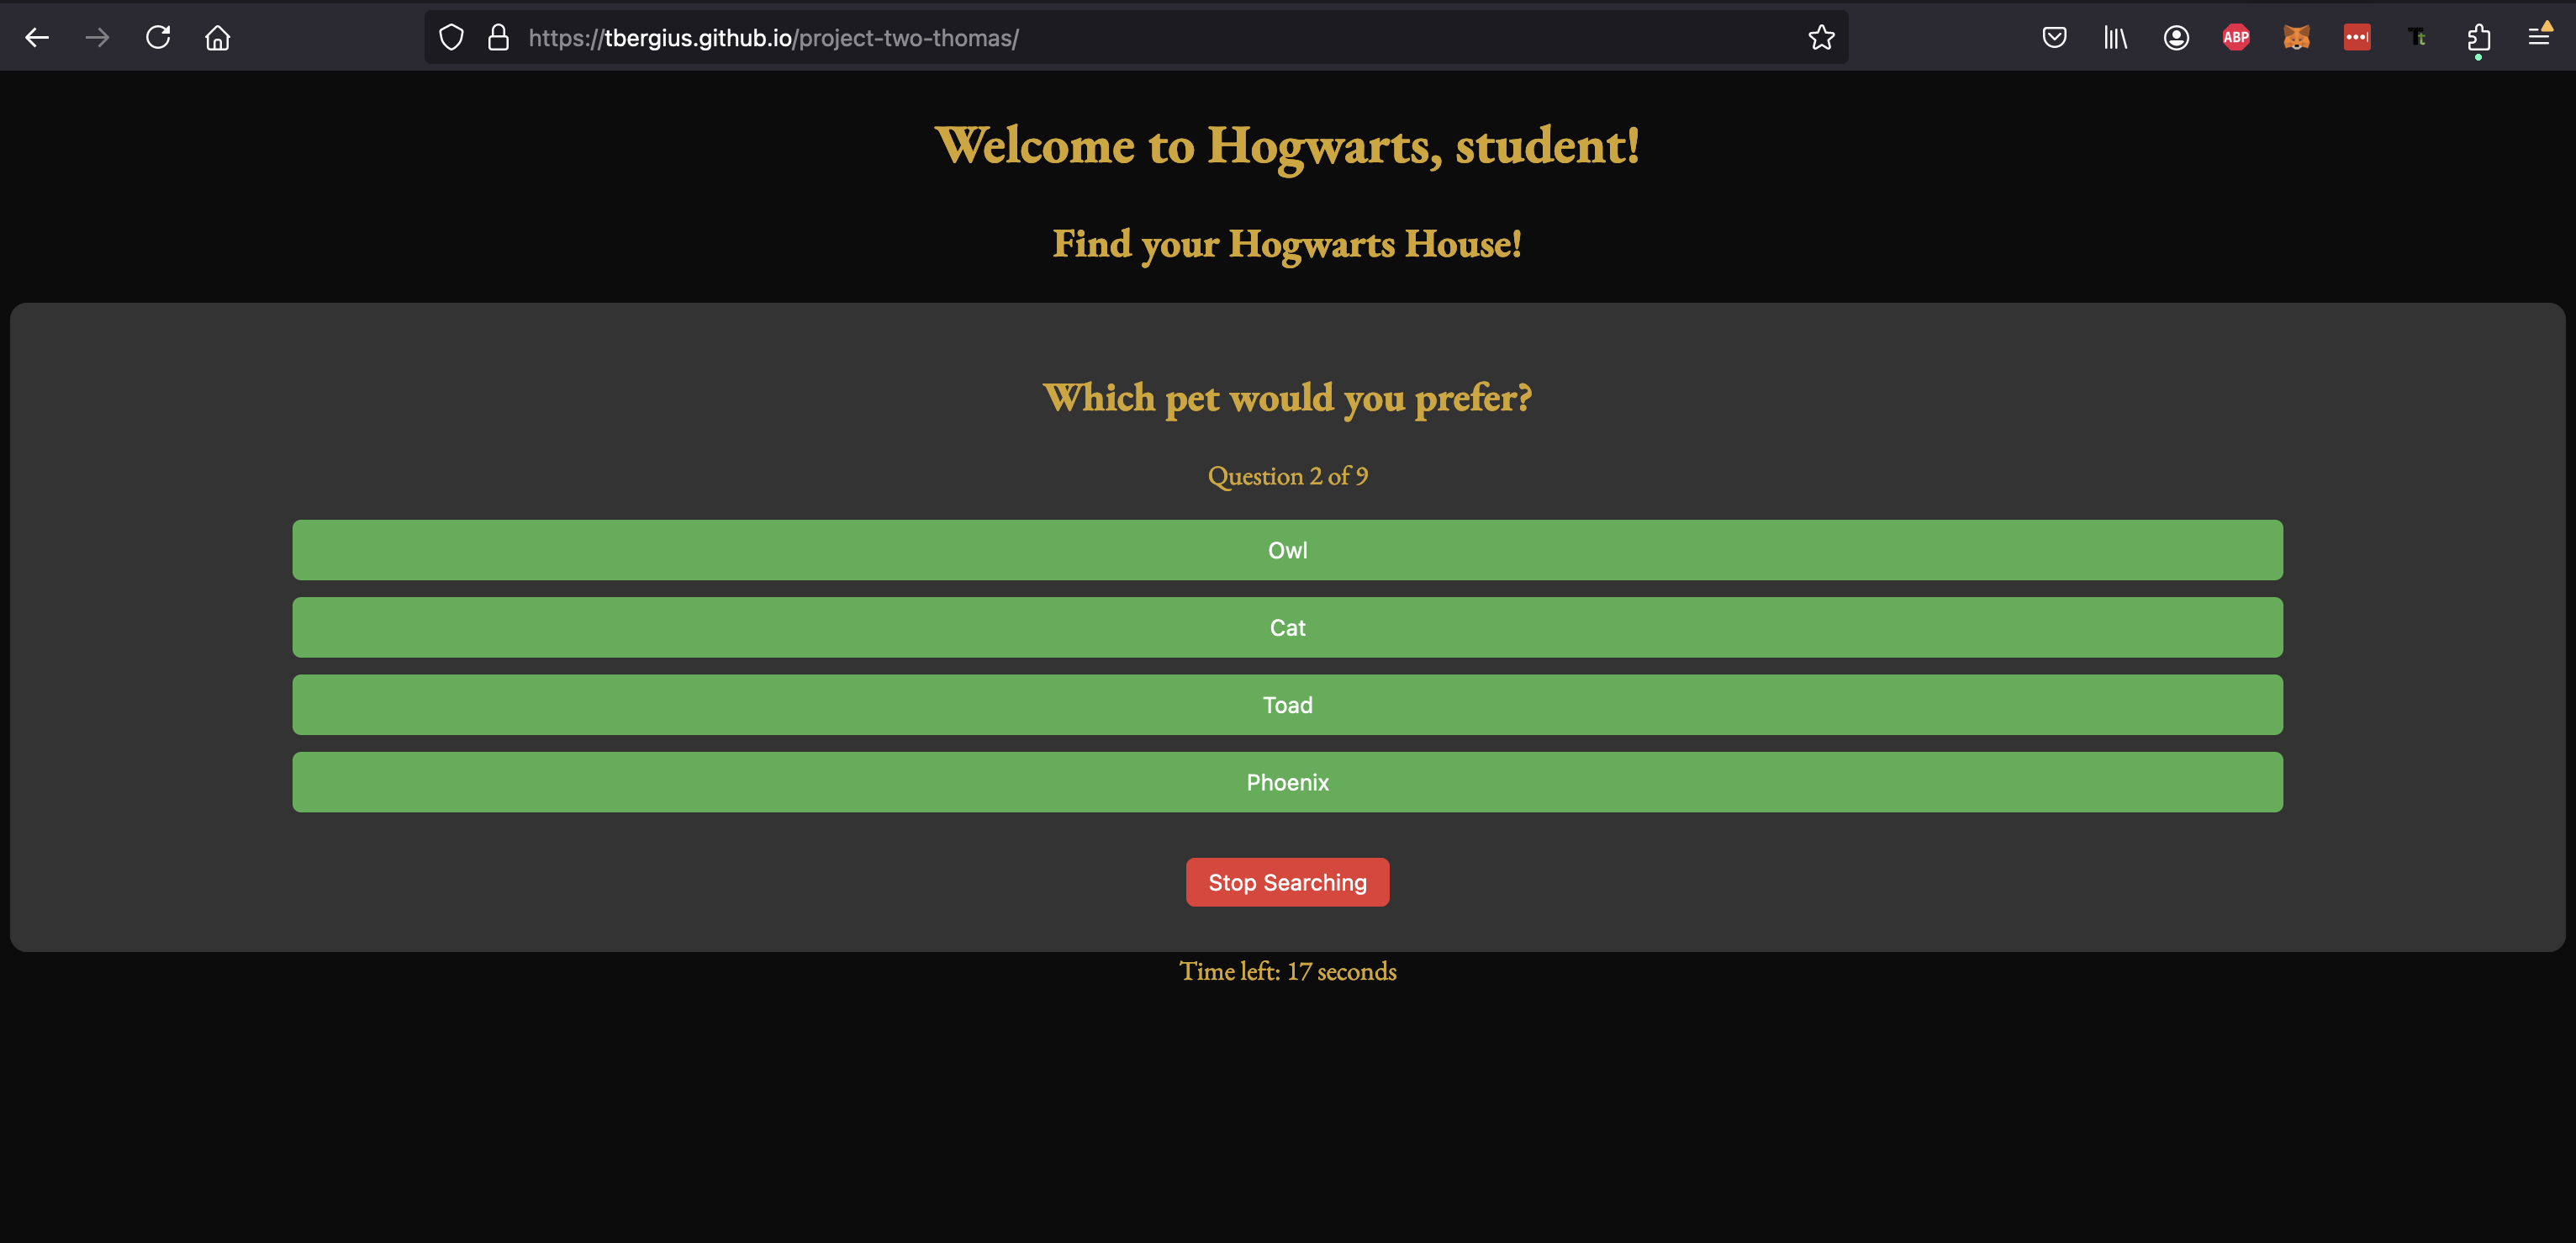 https://tbergius.github.io/project-two-thomas/
ABP
Tt
Welcome to Hogwarts, student!
Find your Hogwarts House!
Which pet would you prefer?
Question 2 of 9
Owl
Cat
Toad
Phoenix
Stop Searching
Time left: 17 seconds